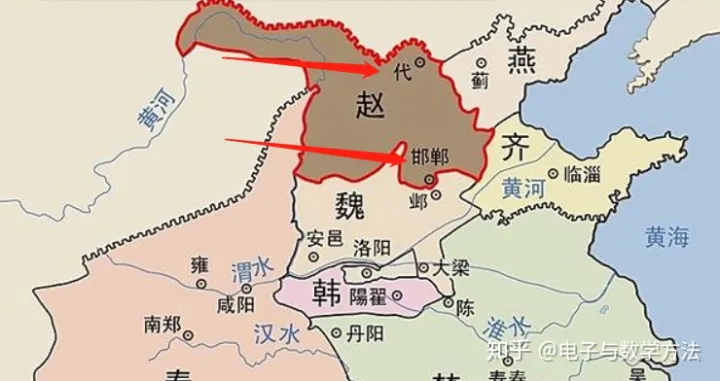 燕
代
蓟
赵
黄河
齐
邯郸
临淄
黄河
邺
魏
黄海
安邑
洛阳
雍
渭水
大梁
咸阳
韩
陽翟
陈
南郑
汉水
丹阳
淮水
知乎 @电子与数学方法
寿春